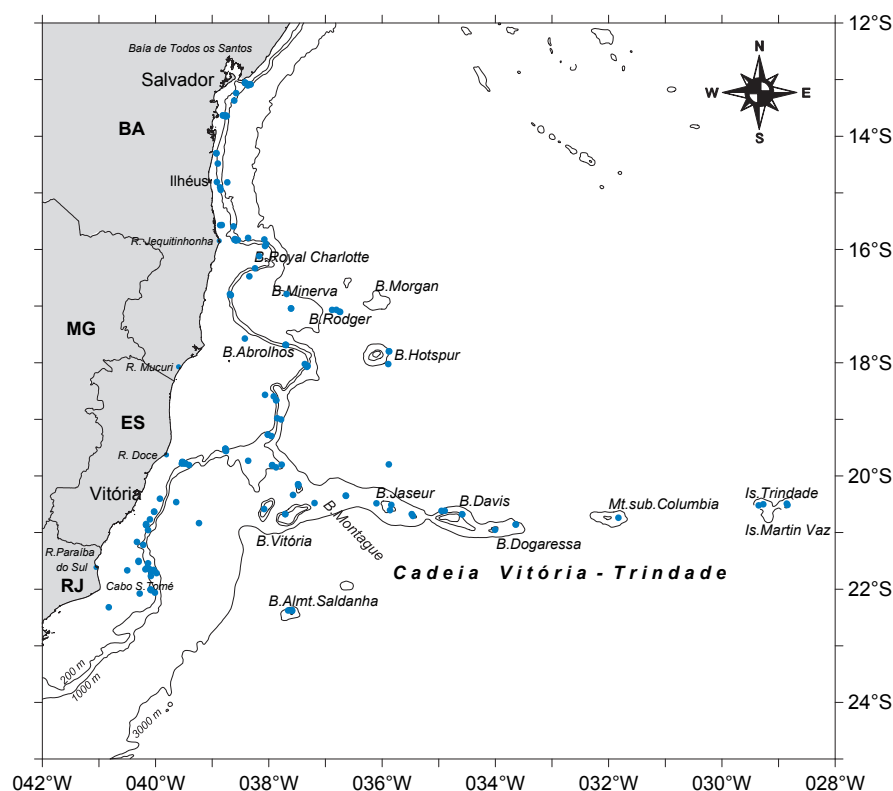 12°S
Baía de Todos os Santos
N
Salvador
W
E
BA
S
14°S
Ilhéus
R. Jequitinhonha
16°S
B.Royal Charlotte
B.Minerva
B.Morgan
B.Rodger
MG
B.Abrolhos
B.Hotspur
R. Mucuri
18°S
ES
R. Doce
20°S
Vitória
B.Jaseur
B.Davis
Mt.sub.Columbia
Is.Trindade
Is.Martin Vaz
B.Vitória
B.Montague
B.Dogaressa
R.Paraíba
do Sul
RJ
Cabo S.Tomé
Cadeia Vitória - Trindade
B.Almt.Saldanha
22°S
200 m
1000 m
3000 m
24°S
042°W 040°W 038°W 036°W 034°W 032°W 030°W 028°W